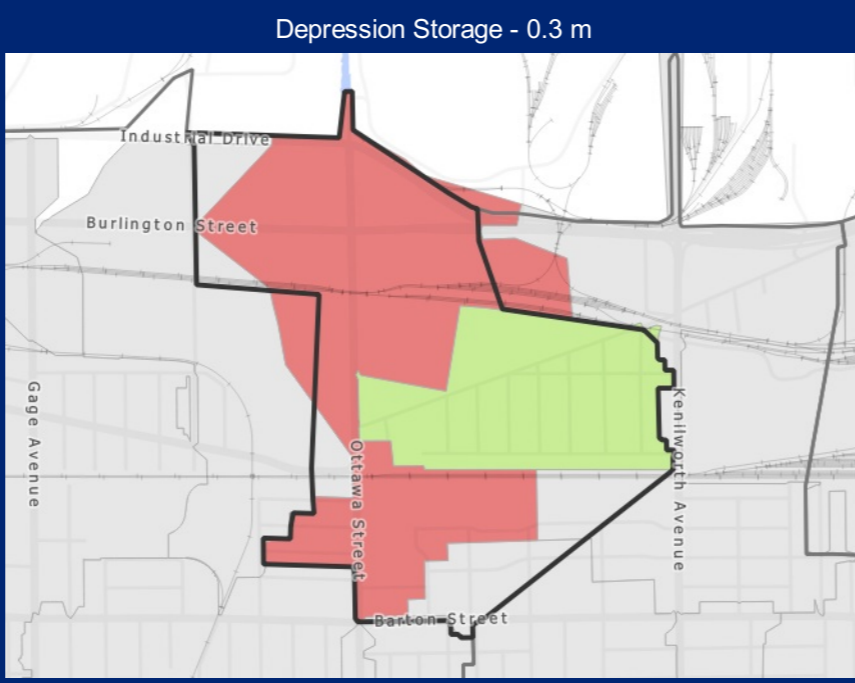 Depression Storage - 0.3 m
Industrial Drive
Burlington Street
Gage Avenue
Ottawa Street
Kenilworth Avenue
Barton Street